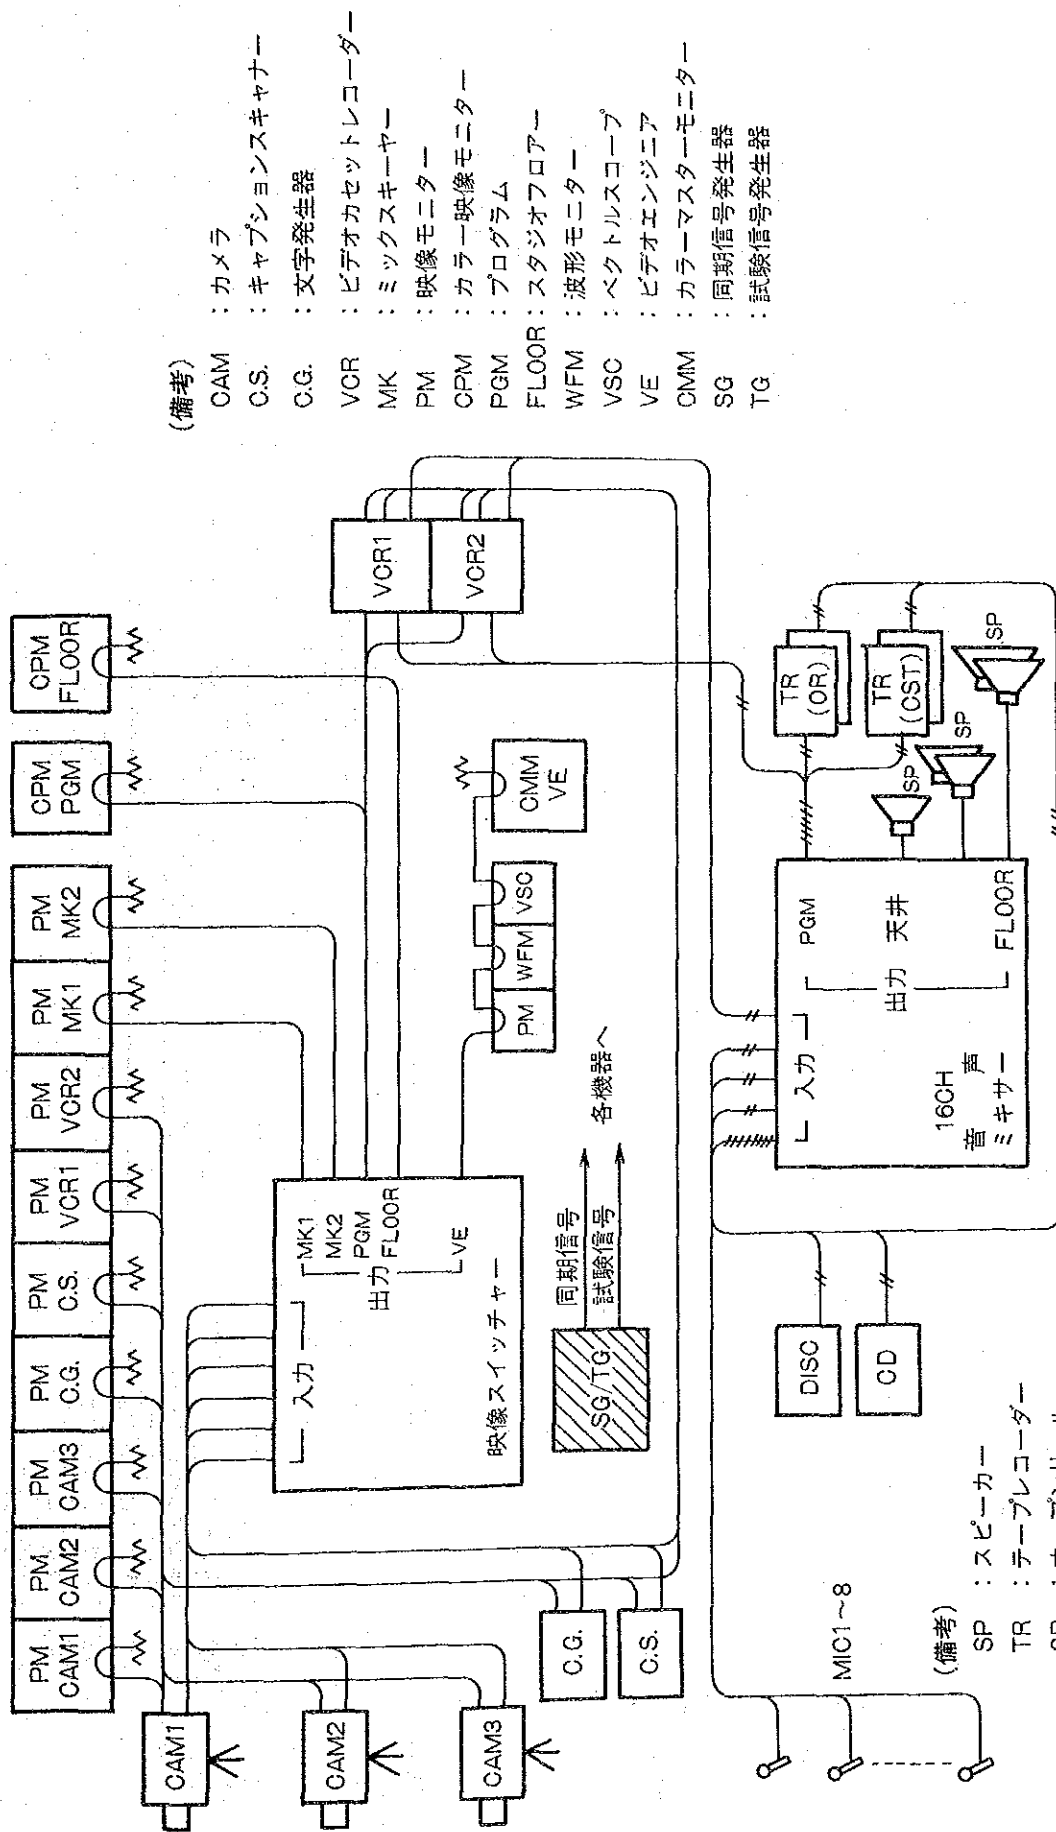 PM
CAM1
PM
CAM2
PM
CAM3
PM
C.G.
PM
C.S.
PM
VCR1
PM
VCR2
PM
MK1
PM
MK2
CPM
PGM
CPM
FLOOR
CAM1
CAM2
CAM3
C.G.
C.S.
入力
MK1
MK2
PGM
FLOOR
VE
出力
映像スイッチャー
SG/TG
同期信号
試験信号
各機器へ
PM
WFM
VSC
CMM
VE
VCR1
VCR2
(備考)
CAM :カメラ
C.S. :キャプションスキャナー
C.G. :文字発生器
VCR :ビデオカセットレコーダー
MK :ミックスキーヤー
PM :映像モニター
CPM :カラー映像モニター
PGM :プログラム
FLOOR:スタジオフロアー
WFM :波形モニター
VSC :ベクトルスコープ
VE :ビデオエンジニア
CMM :カラーマスターモニター
SG :同期信号発生器
TG :試験信号発生器
MIC1~8
DISC
CD
入力
16CH
音声
ミキサー
出力
PGM
天井
FLOOR
TR
(OR)
TR
(CST)
SP
SP
SP
(備考)
SP :スピーカー
TR :テープレコーダー